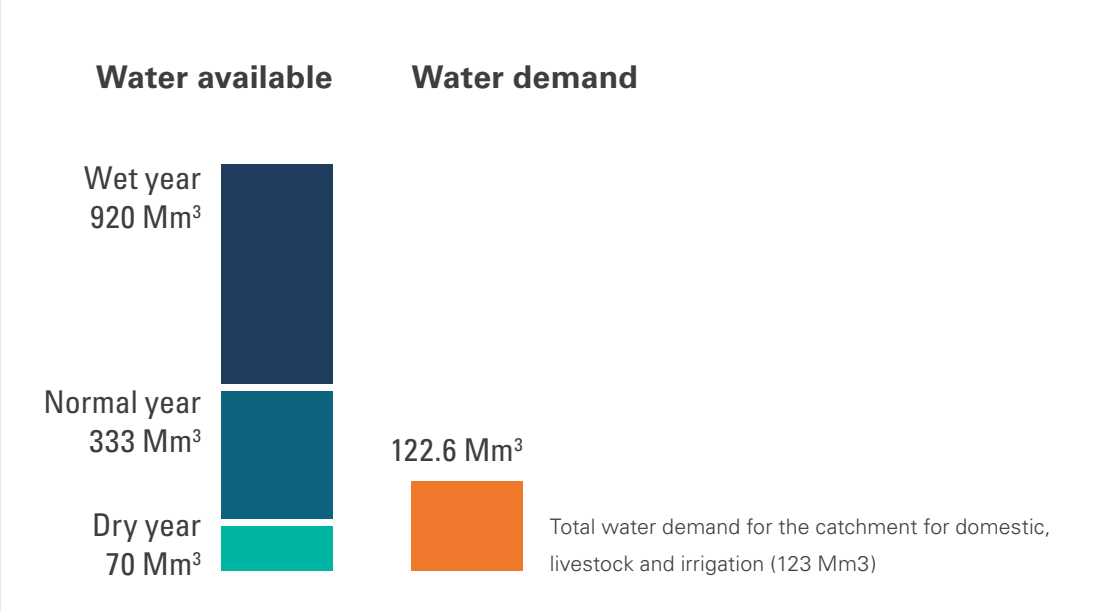 Water available
Water demand
Wet year
920 Mm³
Normal year
333 Mm³
122.6 Mm³
Dry year
70 Mm³
Total water demand for the catchment for domestic,
livestock and irrigation (123 Mm3)